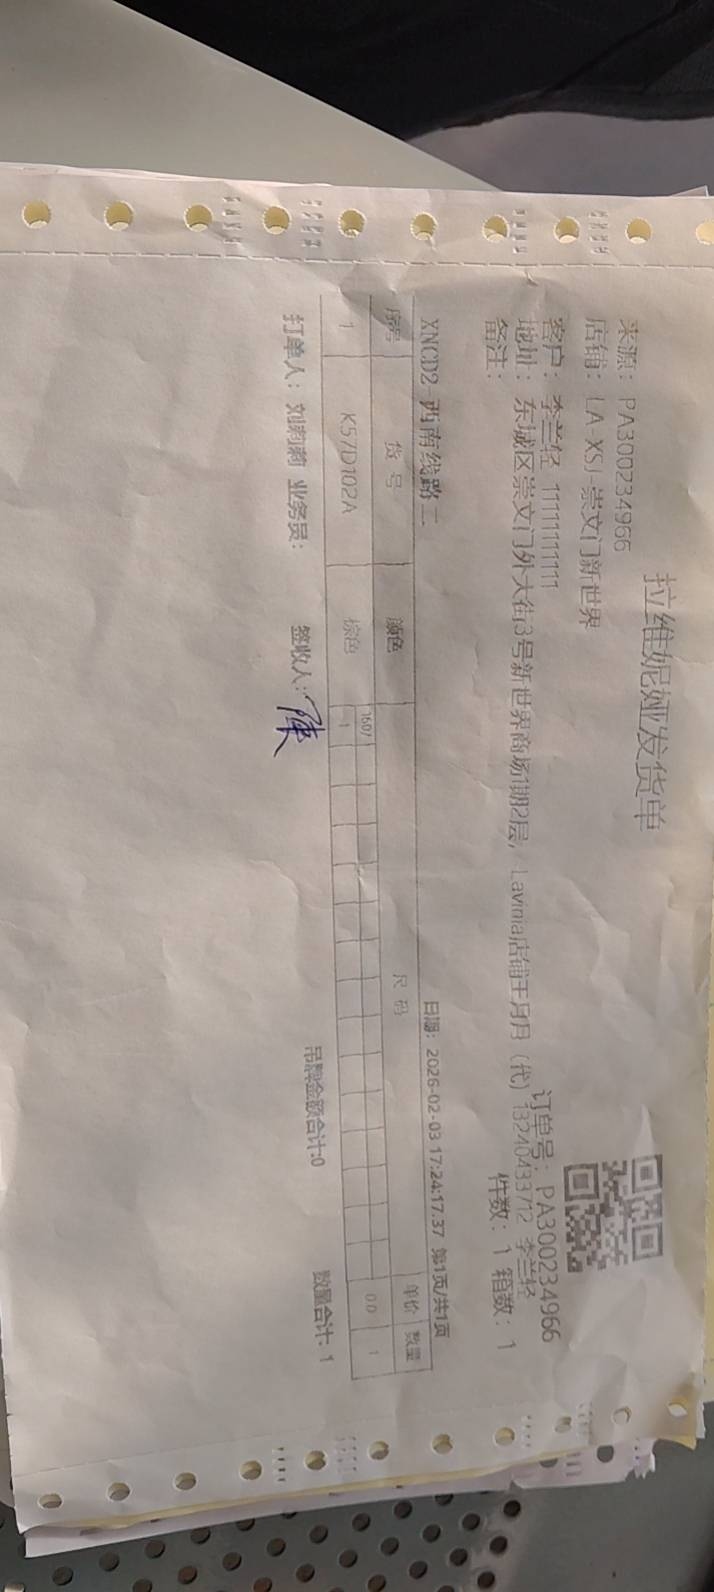 拉维妮娅发货单
来源：PA300234966
店铺：LA-XSJ-崇文门新世界
客户：李兰轻 11111111111
订单号：PA300234966
地址：东城区崇文门外大街3号新世界商场1期2层，Lavinia店铺王月月（代）13240433712 李兰轻
备注：
件数：1 箱数：1
XNCD2-西南线路二
日期：2026-02-03 17:24:17.37 第1页/共1页
序号 货号 颜色 尺码 单价 数量
160/
1 K57D102A 棕色 1 0.0 1
打单人：刘莉莉 业务员： 签收人： 吊牌金额合计:0 数量合计: 1